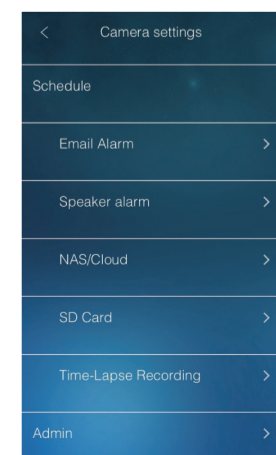 Camera settings
Schedule
Email Alarm
Speaker alarm
NAS/Cloud
SD Card
Time-Lapse Recording
Admin